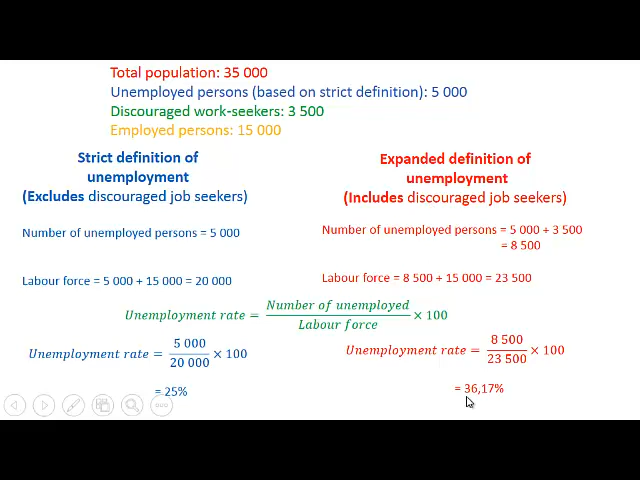 Total population: 35 000
Unemployed persons (based on strict definition): 5 000
Discouraged work-seekers: 3 500
Employed persons: 15 000
Strict definition of
unemployment
(Excludes discouraged job seekers)
Number of unemployed persons = 5 000
Labour force = 5 000 + 15 000 = 20 000
Expanded definition of
unemployment
(Includes discouraged job seekers)
Number of unemployed persons = 5 000 + 3 500
= 8 500
Labour force = 8 500 + 15 000 = 23 500
Unemployment rate = Number of unemployed / Labour force × 100
Unemployment rate = 5 000 / 20 000 × 100
= 25%
Unemployment rate = 8 500 / 23 500 × 100
= 36,17%